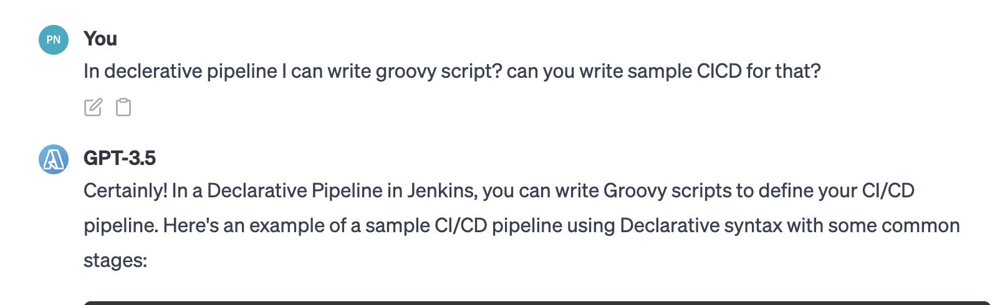 PN
You
In declerative pipeline I can write groovy script? can you write sample CICD for that?
GPT-3.5
Certainly! In a Declarative Pipeline in Jenkins, you can write Groovy scripts to define your CI/CD
pipeline. Here's an example of a sample CI/CD pipeline using Declarative syntax with some common
stages: